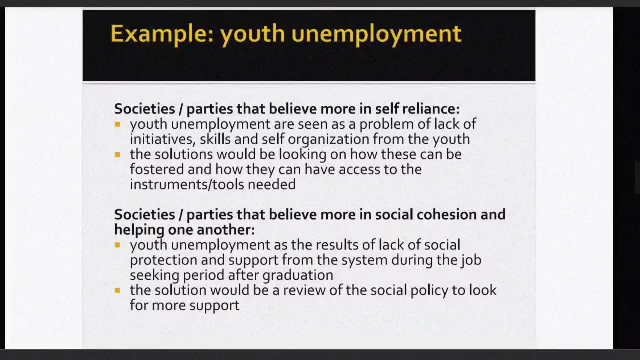 Example: youth unemployment
Societies / parties that believe more in self reliance:
youth unemployment are seen as a problem of lack of
initiatives, skills and self organization from the youth
the solutions would be looking on how these can be
fostered and how they can have access to the
instruments/tools needed
Societies / parties that believe more in social cohesion and
helping one another:
youth unemployment as the results of lack of social
protection and support from the system during the job
seeking period after graduation
the solution would be a review of the social policy to look
for more support